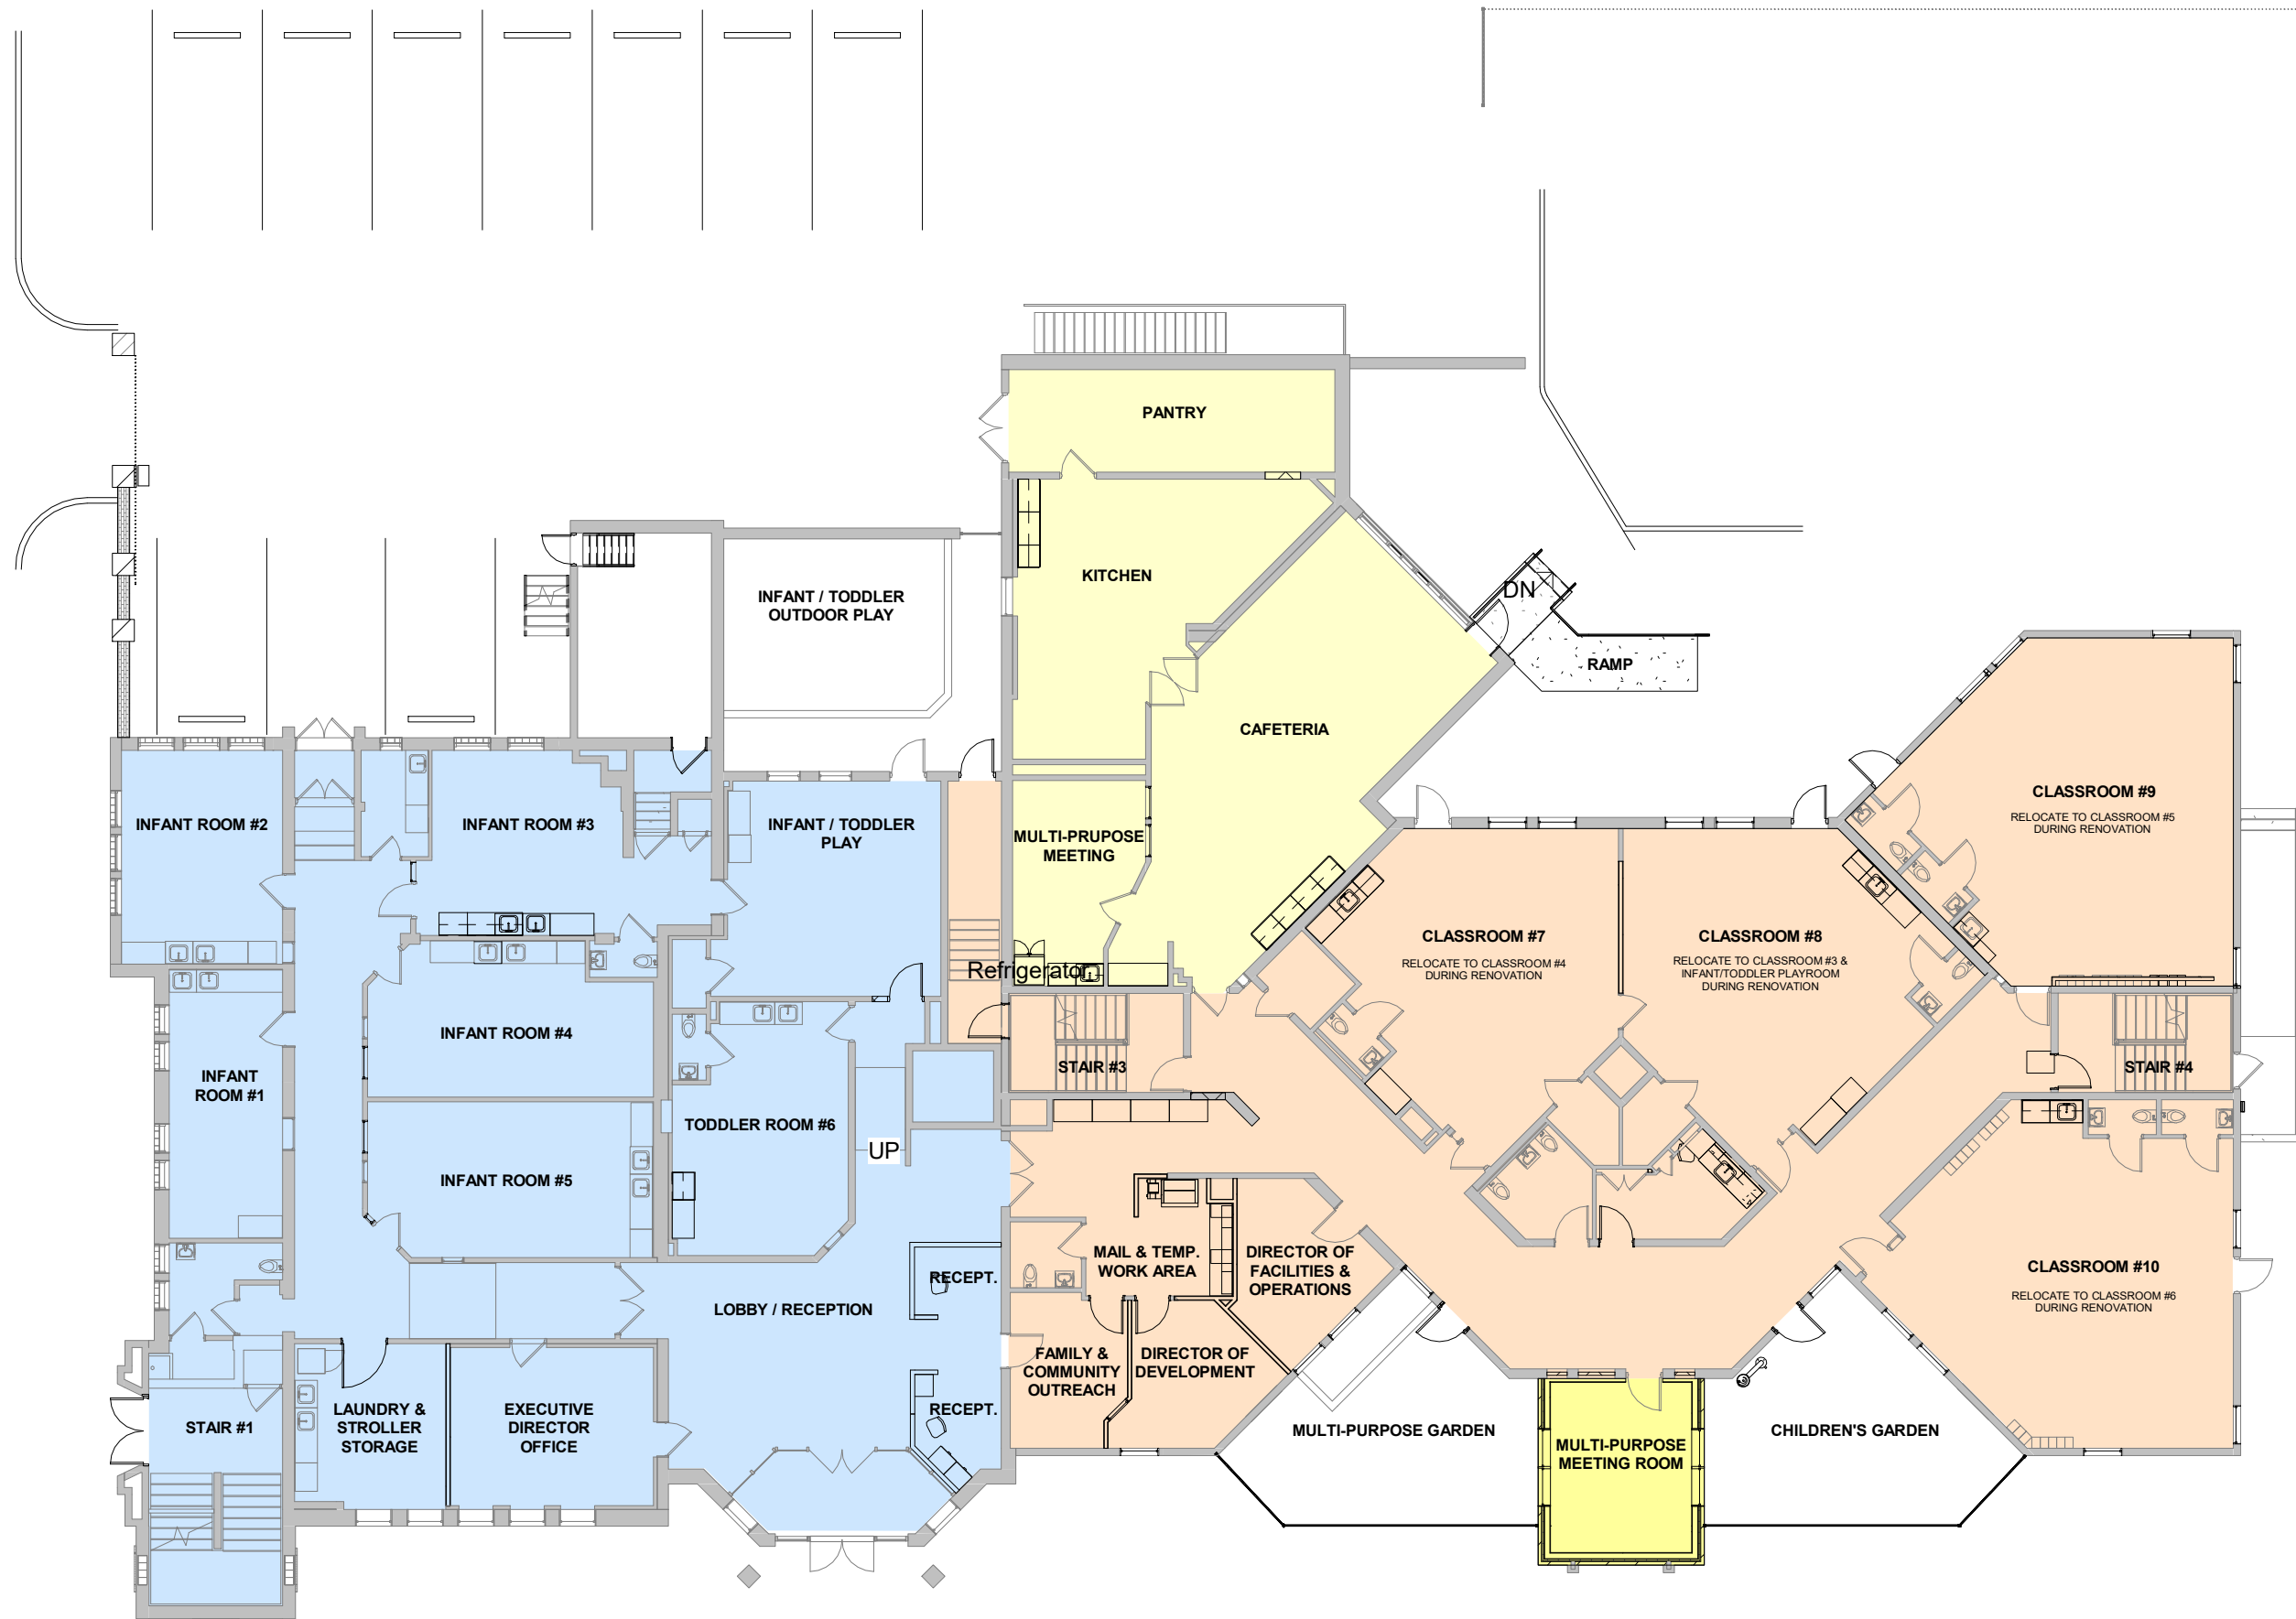 PANTRY
KITCHEN
INFANT / TODDLER
OUTDOOR PLAY
DN
RAMP
CAFETERIA
CLASSROOM #9
RELOCATE TO CLASSROOM #5
DURING RENOVATION
INFANT ROOM #2
INFANT ROOM #3
INFANT / TODDLER
PLAY
MULTI-PRUPOSE
MEETING
CLASSROOM #7
RELOCATE TO CLASSROOM #4
DURING RENOVATION
CLASSROOM #8
RELOCATE TO CLASSROOM #3 &
INFANT/TODDLER PLAYROOM
DURING RENOVATION
Refrigerator
INFANT ROOM #4
STAIR #3
STAIR #4
INFANT
ROOM #1
TODDLER ROOM #6
UP
INFANT ROOM #5
MAIL & TEMP.
WORK AREA
DIRECTOR OF
FACILITIES &
OPERATIONS
CLASSROOM #10
RELOCATE TO CLASSROOM #6
DURING RENOVATION
RECEPT.
LOBBY / RECEPTION
FAMILY &
COMMUNITY
OUTREACH
DIRECTOR OF
DEVELOPMENT
RECEPT.
STAIR #1
LAUNDRY &
STROLLER
STORAGE
EXECUTIVE
DIRECTOR
OFFICE
MULTI-PURPOSE GARDEN
MULTI-PURPOSE
MEETING ROOM
CHILDREN'S GARDEN